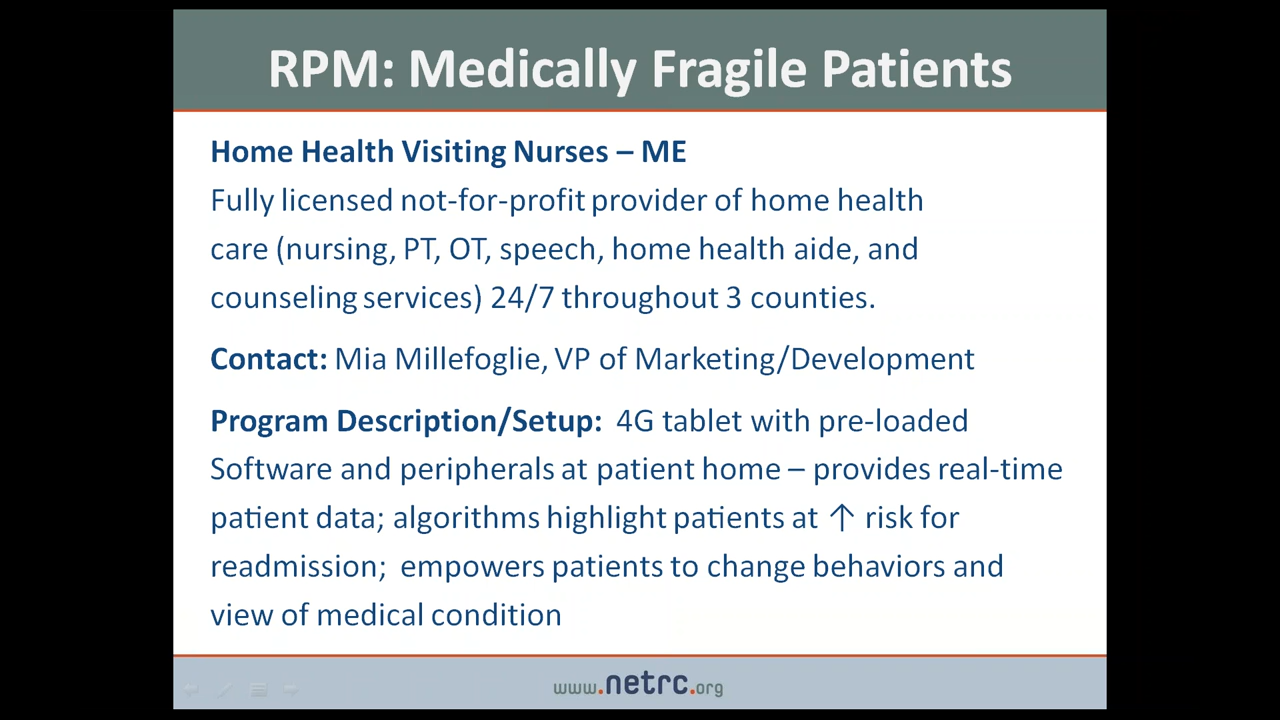 RPM: Medically Fragile Patients
Home Health Visiting Nurses – ME
Fully licensed not-for-profit provider of home health
care (nursing, PT, OT, speech, home health aide, and
counseling services) 24/7 throughout 3 counties.
Contact: Mia Millefoglie, VP of Marketing/Development
Program Description/Setup: 4G tablet with pre-loaded
Software and peripherals at patient home – provides real-time
patient data; algorithms highlight patients at ↑ risk for
readmission; empowers patients to change behaviors and
view of medical condition
www.netrc.org